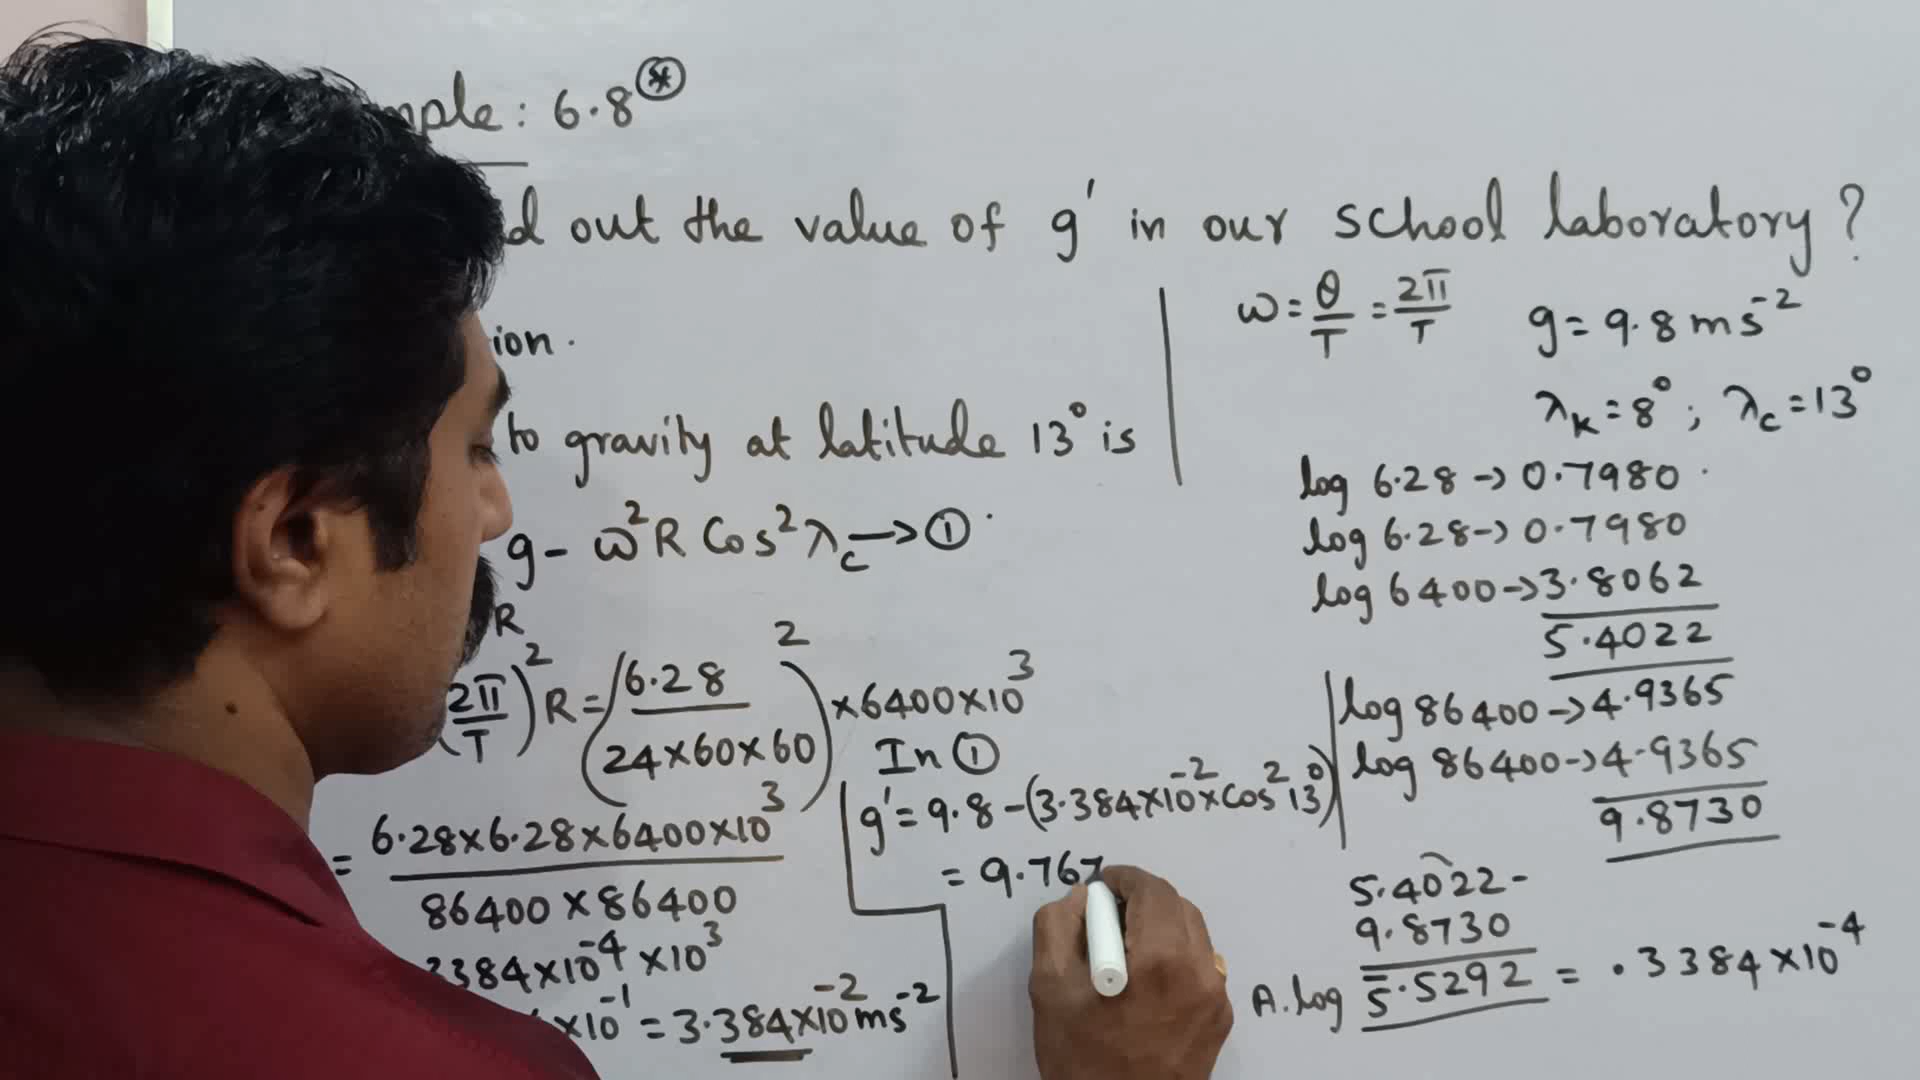 : 6.8 *
out the value of g' in our school laboratory?
ω = θ/T = 2π/T
g = 9.8 ms⁻²
λ_K = 8°; λ_C = 13°
to gravity at latitude 13° is
g - ω²R Cos²λ_C → ①
R
(2π/T)² R = (6.28 / 24×60×60)² × 6400×10³
= 6.28×6.28×6400×10³ / 86400 × 86400
384×10⁻⁴ ×10³
×10⁻¹ = 3.384×10⁻² ms⁻²
In ①
g' = 9.8 - (3.384×10⁻² × Cos² 13°)
= 9.767
log 6.28 → 0.7980
log 6.28 → 0.7980
log 6400 → 3.8062
5.4022
log 86400 → 4.9365
log 86400 → 4.9365
9.8730
5.4022 -
9.8730
A.log 5̅.5292 = .3384 ×10⁻⁴